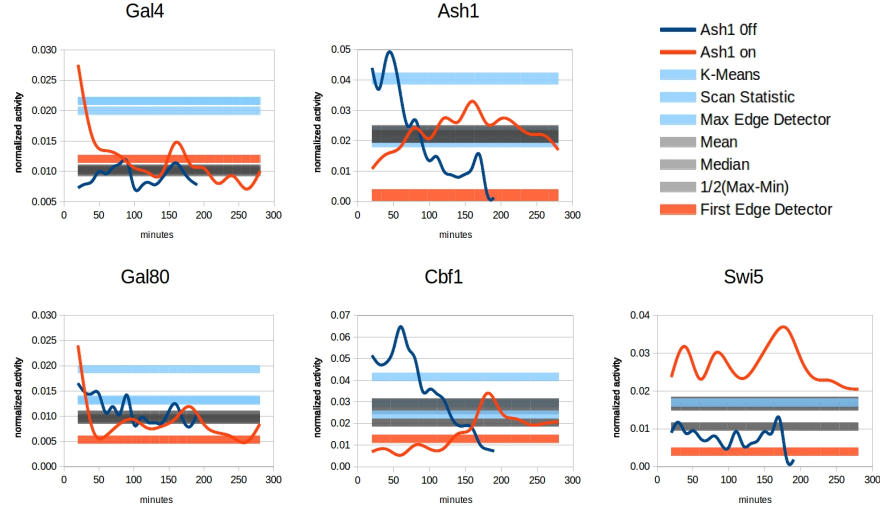 Gal4
Ash1
normalized activity
0.030
0.025
0.020
0.015
0.010
0.005
0
50
100
150
200
250
300
minutes
normalized activity
0.05
0.04
0.03
0.02
0.01
0.00
0
50
100
150
200
250
300
minutes
Ash1 0ff
Ash1 on
K-Means
Scan Statistic
Max Edge Detector
Mean
Median
1/2(Max-Min)
First Edge Detector
Gal80
Cbf1
Swi5
normalized activity
0.030
0.025
0.020
0.015
0.010
0.005
0.000
0
50
100
150
200
250
300
minutes
normalized activity
0.07
0.06
0.05
0.04
0.03
0.02
0.01
0.00
0
50
100
150
200
250
300
minutes
normalized activity
0.04
0.03
0.02
0.01
0.00
0
50
100
150
200
250
300
minutes